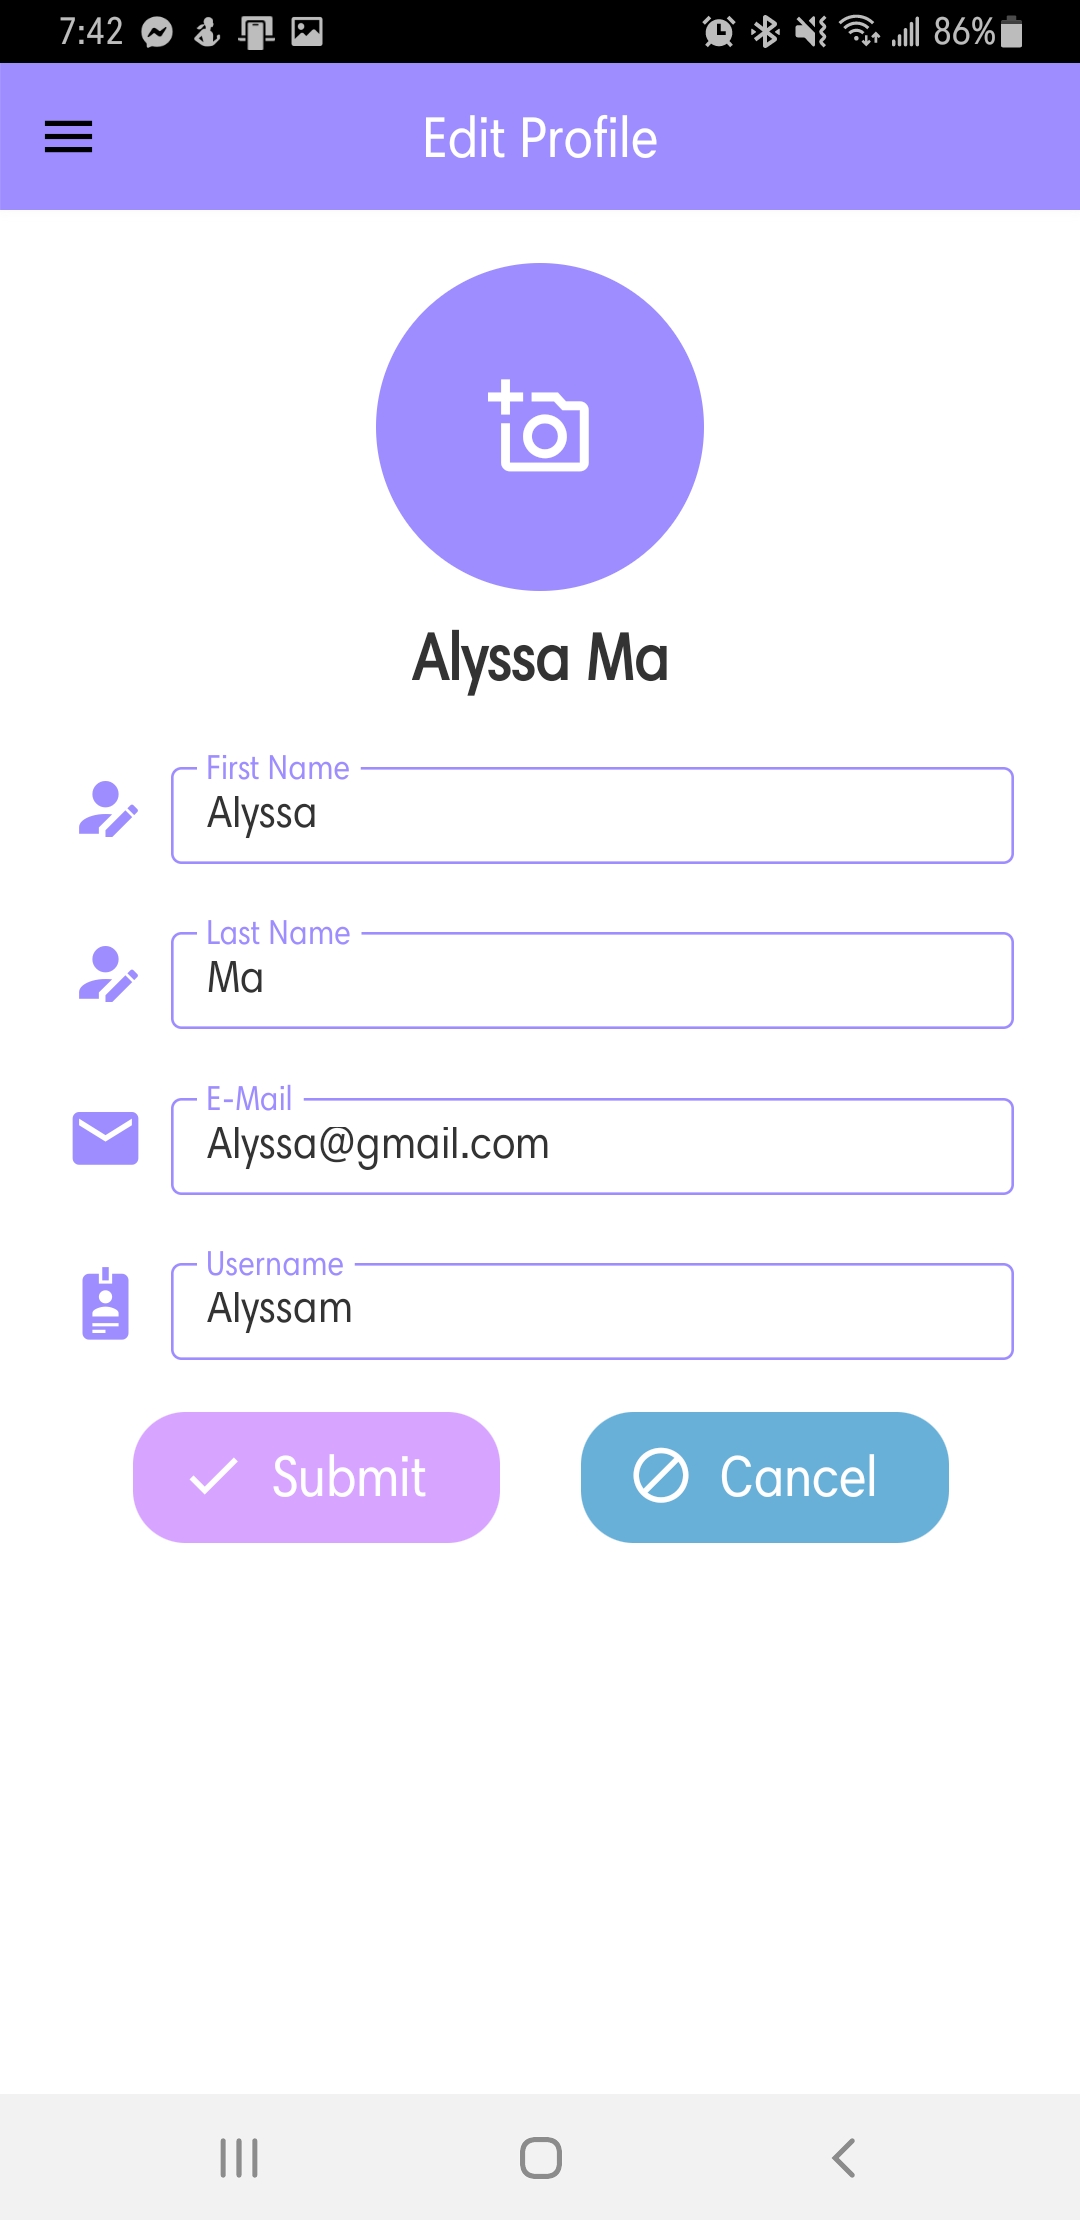 7:42 86%
Edit Profile
Alyssa Ma
First Name
Alyssa
Last Name
Ma
E-Mail
Alyssa@gmail.com
Username
Alyssam
Submit Cancel